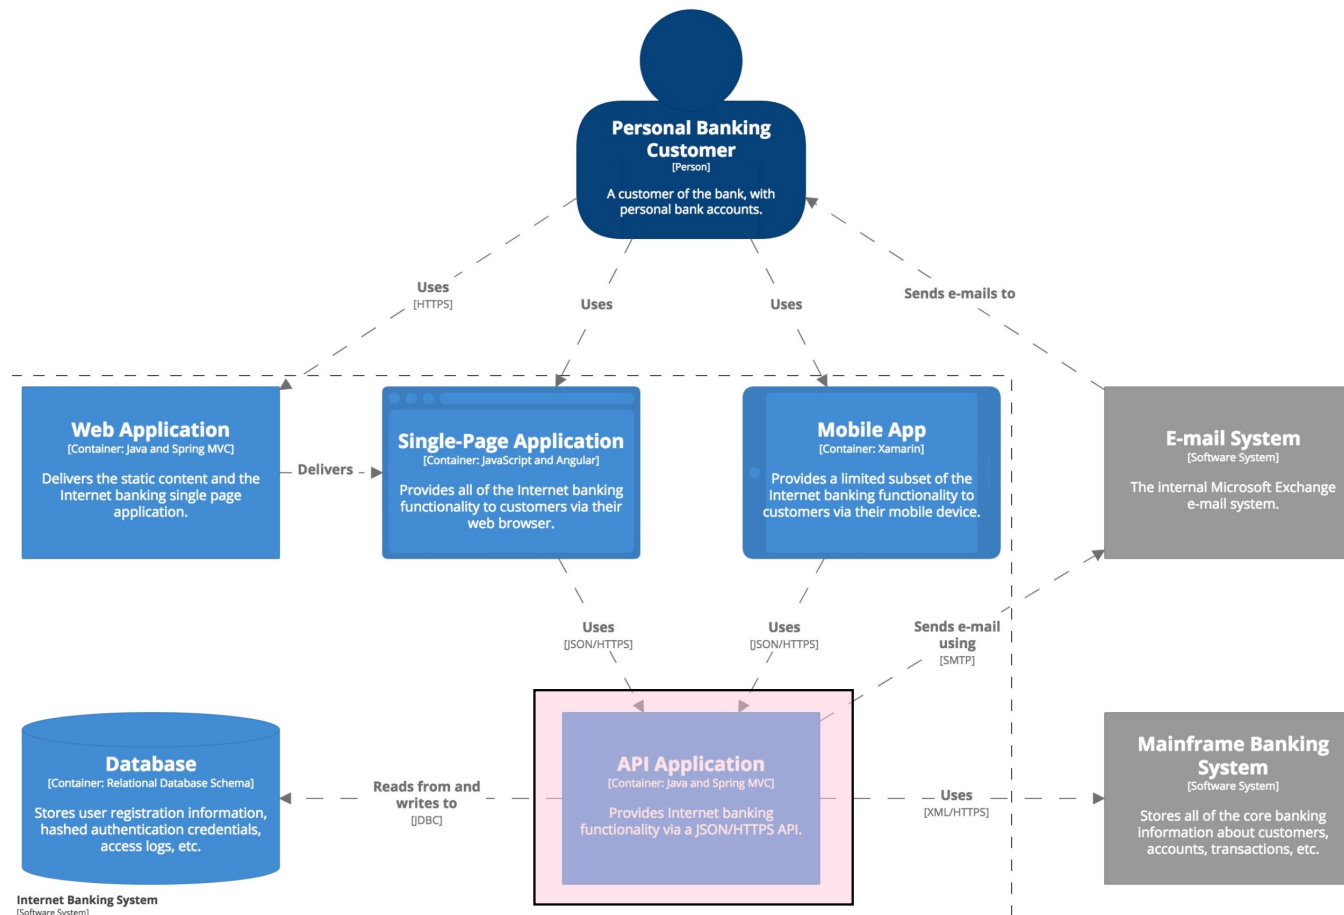 Personal Banking
Customer
[Person]
A customer of the bank, with
personal bank accounts.
Uses
[HTTPS]
Uses
Uses
Sends e-mails to
Web Application
[Container: Java and Spring MVC]
Delivers the static content and the
Internet banking single page
application.
Delivers
Single-Page Application
[Container: JavaScript and Angular]
Provides all of the Internet banking
functionality to customers via their
web browser.
Mobile App
[Container: Xamarin]
Provides a limited subset of the
Internet banking functionality to
customers via their mobile device.
E-mail System
[Software System]
The internal Microsoft Exchange
e-mail system.
Uses
[JSON/HTTPS]
Uses
[JSON/HTTPS]
Sends e-mail
using
[SMTP]
Database
[Container: Relational Database Schema]
Stores user registration information,
hashed authentication credentials,
access logs, etc.
Reads from and
writes to
[JDBC]
API Application
[Container: Java and Spring MVC]
Provides Internet banking
functionality via a JSON/HTTPS API.
Uses
[XML/HTTPS]
Mainframe Banking
System
[Software System]
Stores all of the core banking
information about customers,
accounts, transactions, etc.
Internet Banking System
[Software System]